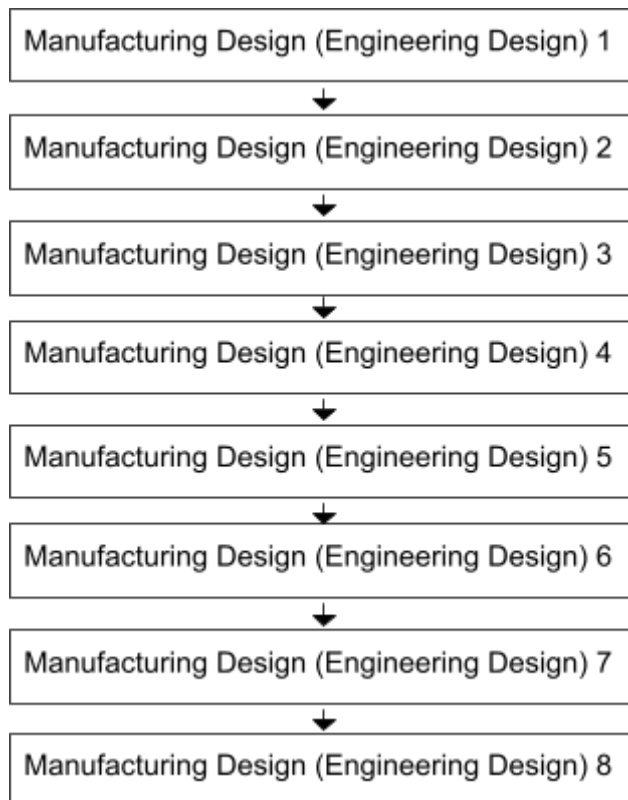 Manufacturing Design (Engineering Design) 1
Manufacturing Design (Engineering Design) 2
Manufacturing Design (Engineering Design) 3
Manufacturing Design (Engineering Design) 4
Manufacturing Design (Engineering Design) 5
Manufacturing Design (Engineering Design) 6
Manufacturing Design (Engineering Design) 7
Manufacturing Design (Engineering Design) 8